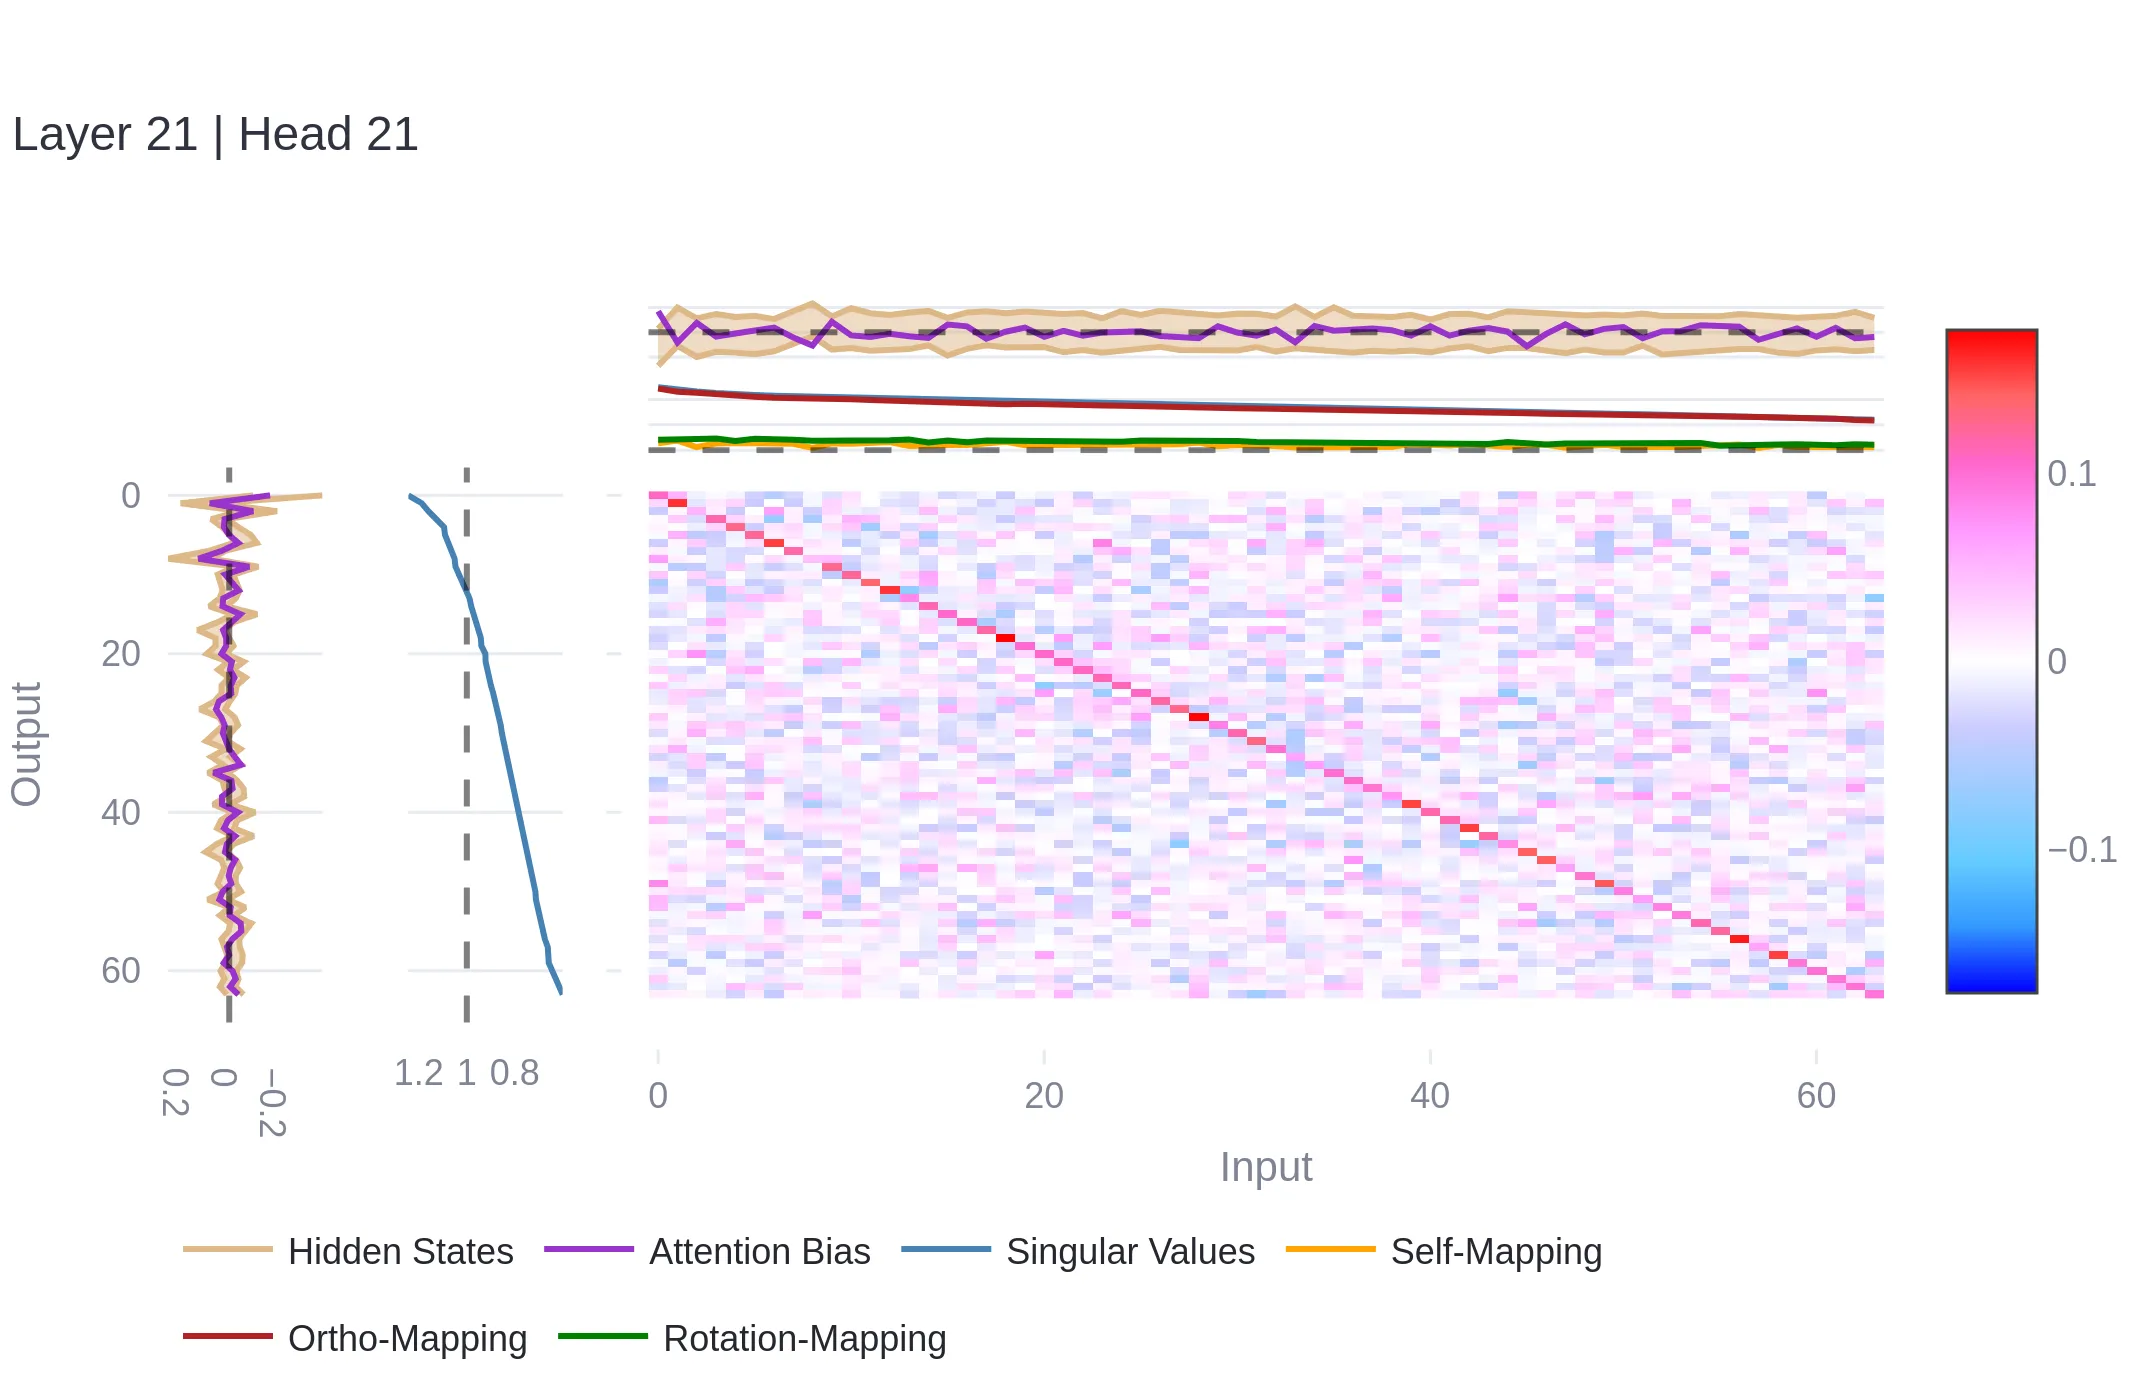 Layer 21 | Head 21
0
20
40
60
Output
0.2
0
−0.2
1.2 1 0.8
0 20 40 60
Input
0.1
0
−0.1
Hidden States Attention Bias Singular Values Self-Mapping
Ortho-Mapping Rotation-Mapping